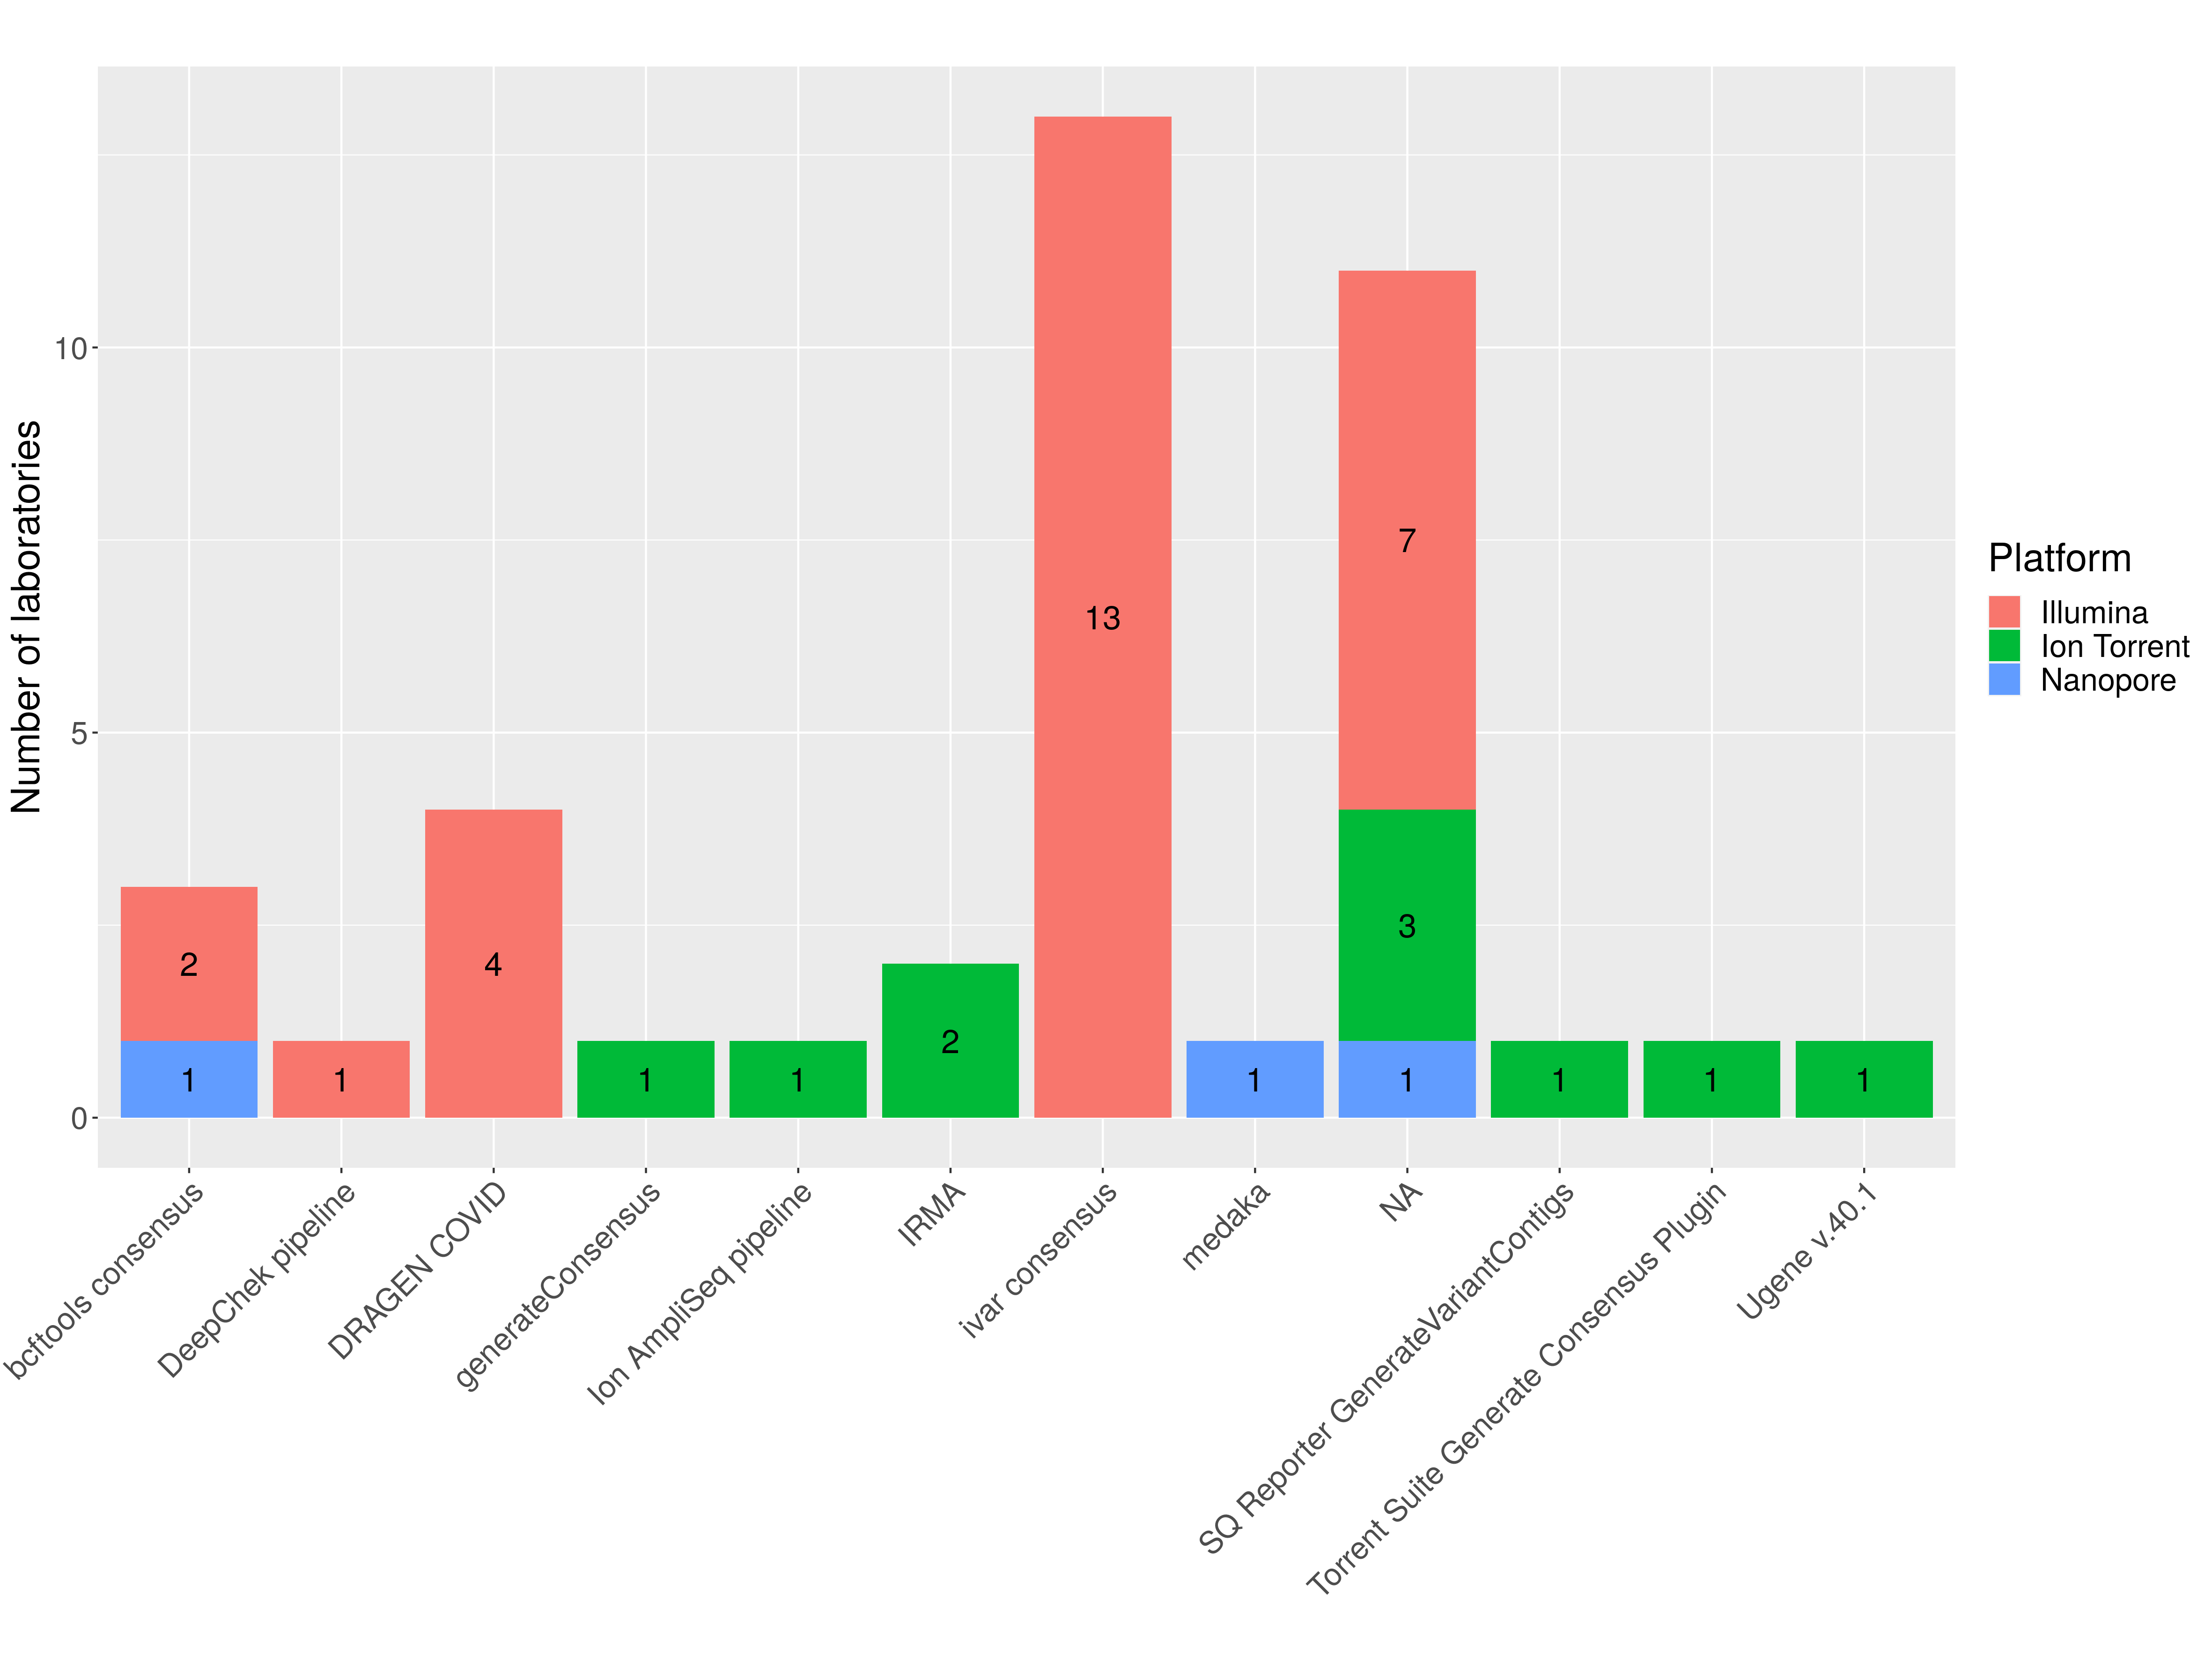 Number of laboratories
10
5
0
2
1
1
4
1
1
2
13
1
7
3
1
1
1
1
bcftools consensus
DeepChek pipeline
DRAGEN COVID
generateConsensus
Ion AmpliSeq pipeline
IRMA
ivar consensus
medaka
NA
SQ Reporter GenerateVariantContigs
Torrent Suite Generate Consensus Plugin
Ugene v.40.1
Platform
Illumina
Ion Torrent
Nanopore